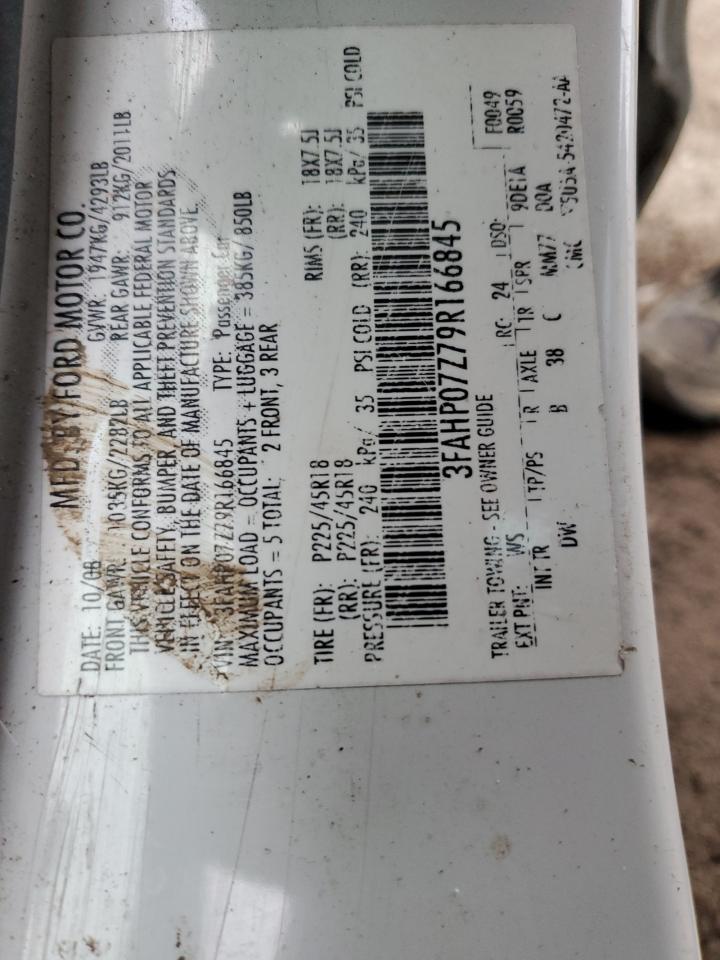 MFD. BY FORD MOTOR CO.
DATE: 10/08 GVWR: 1947KG/4293LB
FRONT GAWR: 1035KG/2282LB REAR GAWR: 912KG/2011LB
THIS VEHICLE CONFORMS TO ALL APPLICABLE FEDERAL MOTOR
VEHICLE SAFETY, BUMPER, AND THEFT PREVENTION STANDARDS
IN EFFECT ON THE DATE OF MANUFACTURE SHOWN ABOVE.
VIN: 3FAHP07Z79R166845 TYPE: Passenger Car
MAXIMUM LOAD = OCCUPANTS + LUGGAGE = 385KG/ 850LB
OCCUPANTS = 5 TOTAL: 2 FRONT, 3 REAR
TIRE (FR): P225/45R18 RIMS (FR): 18X7.5J
(RR): P225/45R18 (RR): 18X7.5J
PRESSURE (FR): 240 kPa/ 35 PSI COLD (RR): 240 kPa/ 35 PSI COLD
3FAHP07Z79R166845
TRAILER TOWING - SEE OWNER GUIDE F0049
EXT PNT: WS RC: 24 DSO: R0059
INT TR TP/PS R AXLE TR SPR 9DE1A
DW B 38 C MM77 DOA